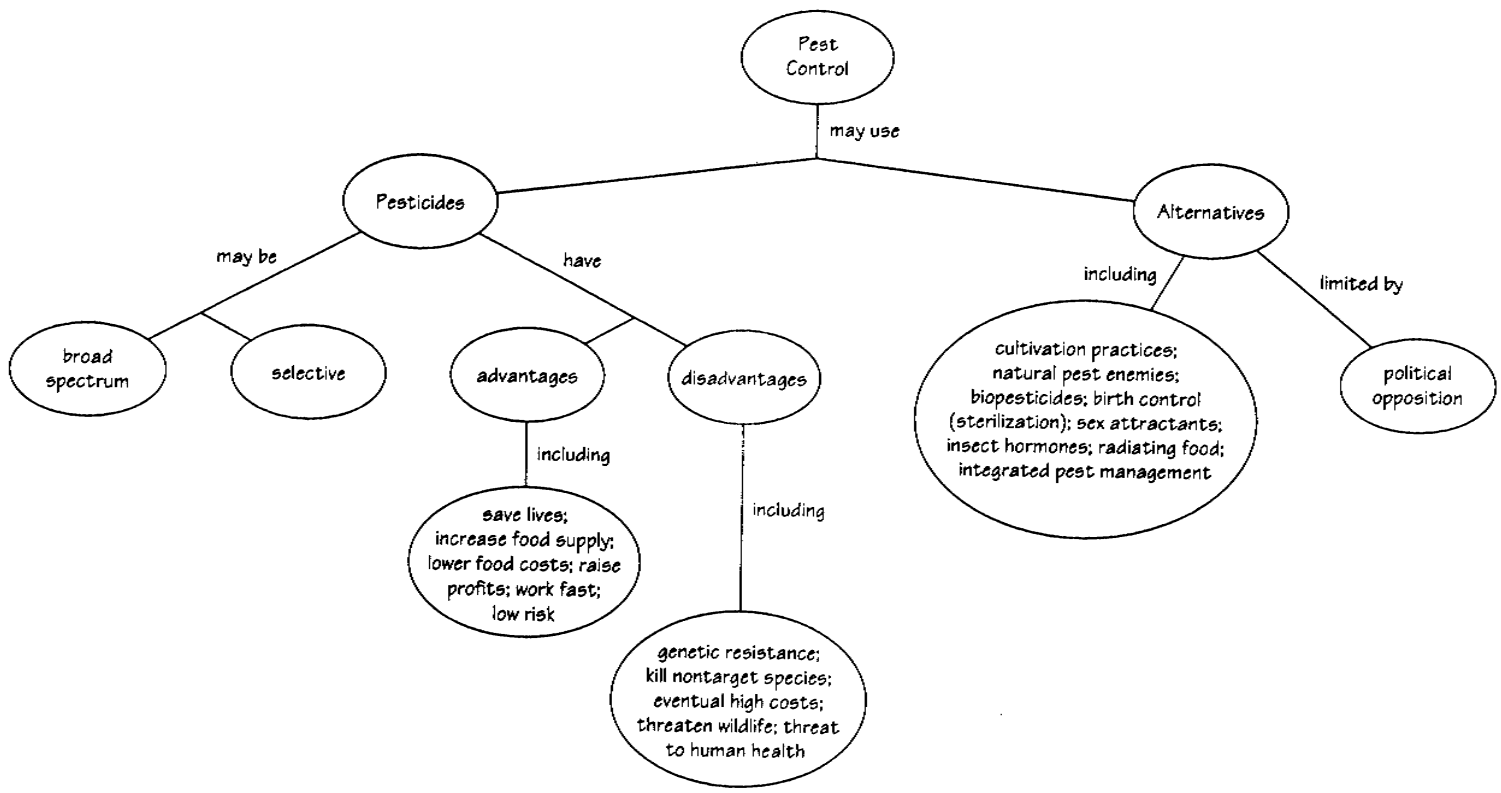 Pest
Control
may use
Pesticides
Alternatives
may be
have
including
limited by
broad
spectrum
selective
advantages
disadvantages
cultivation practices;
natural pest enemies;
biopesticides; birth control
(sterilization); sex attractants;
insect hormones; radiating food;
integrated pest management
political
opposition
including
save lives;
increase food supply;
lower food costs; raise
profits; work fast;
low risk
including
genetic resistance;
kill nontarget species;
eventual high costs;
threaten wildlife; threat
to human health